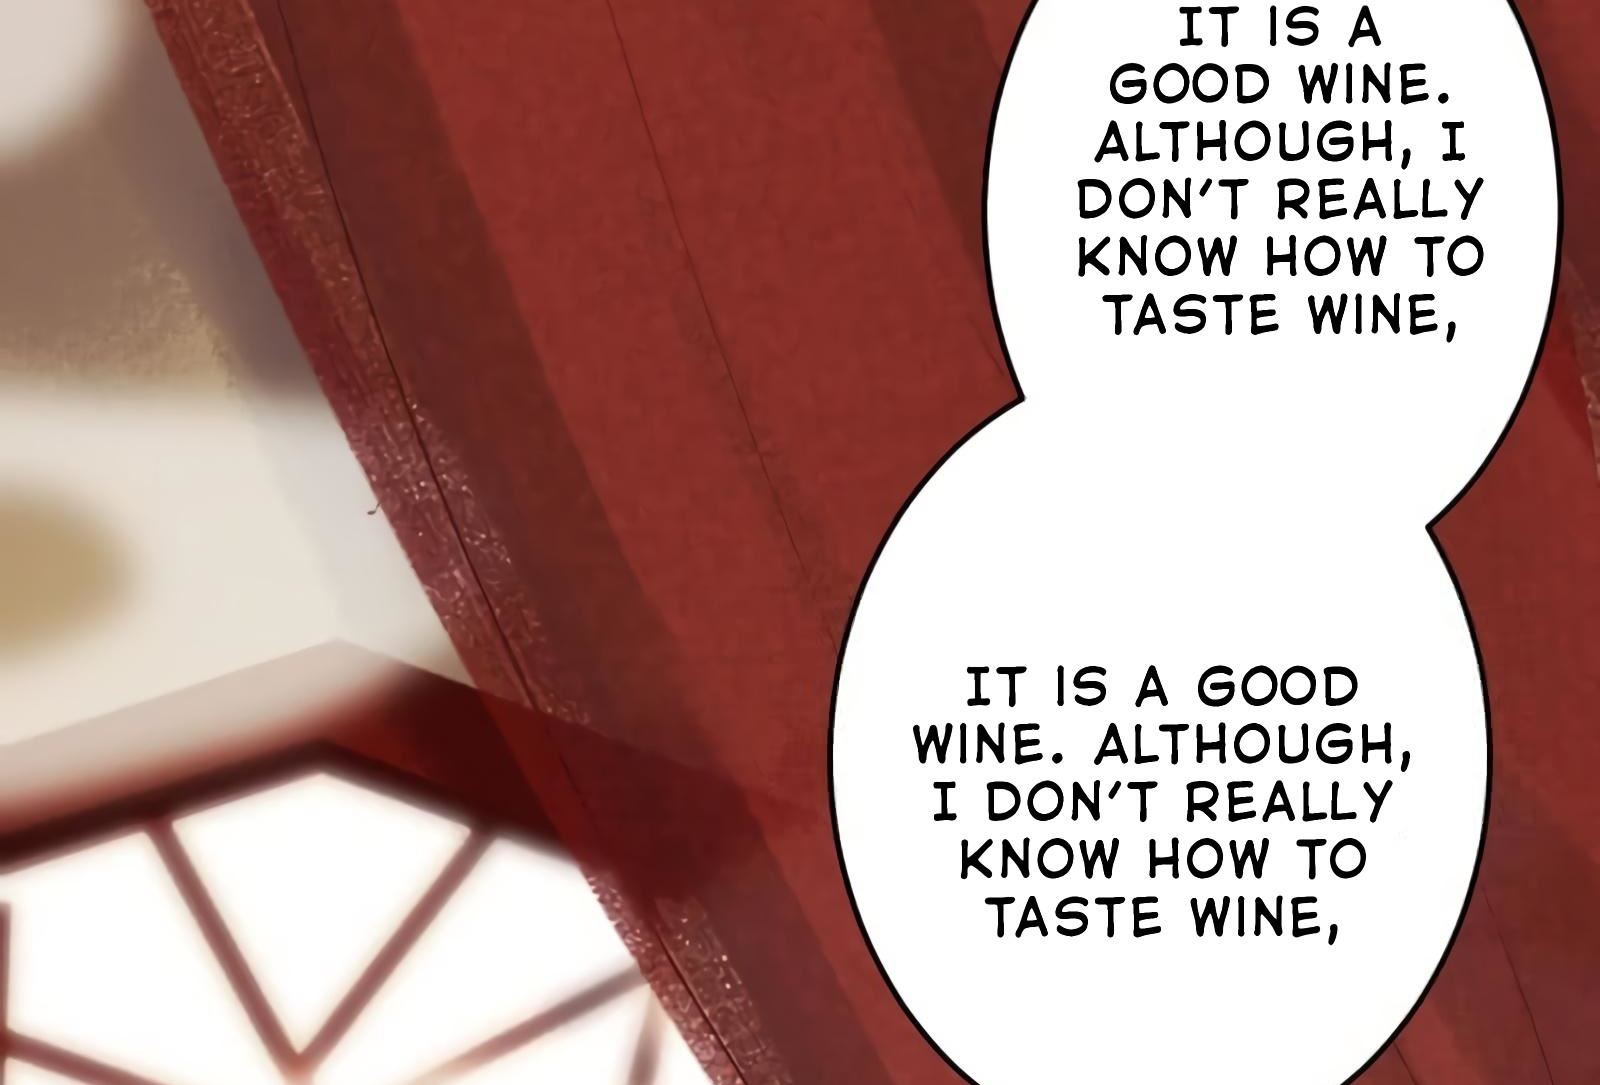 IT IS A
GOOD WINE.
ALTHOUGH, I
DON'T REALLY
KNOW HOW TO
TASTE WINE,
IT IS A GOOD
WINE. ALTHOUGH,
I DON'T REALLY
KNOW HOW TO
TASTE WINE,